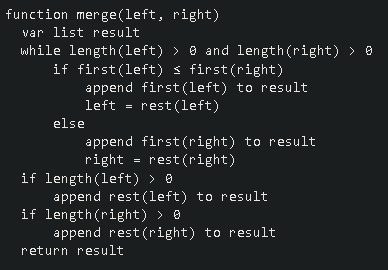 function merge(left, right)
  var list result
  while length(left) > 0 and length(right) > 0
      if first(left) ≤ first(right)
          append first(left) to result
          left = rest(left)
      else
          append first(right) to result
          right = rest(right)
  if length(left) > 0
      append rest(left) to result
  if length(right) > 0
      append rest(right) to result
  return result